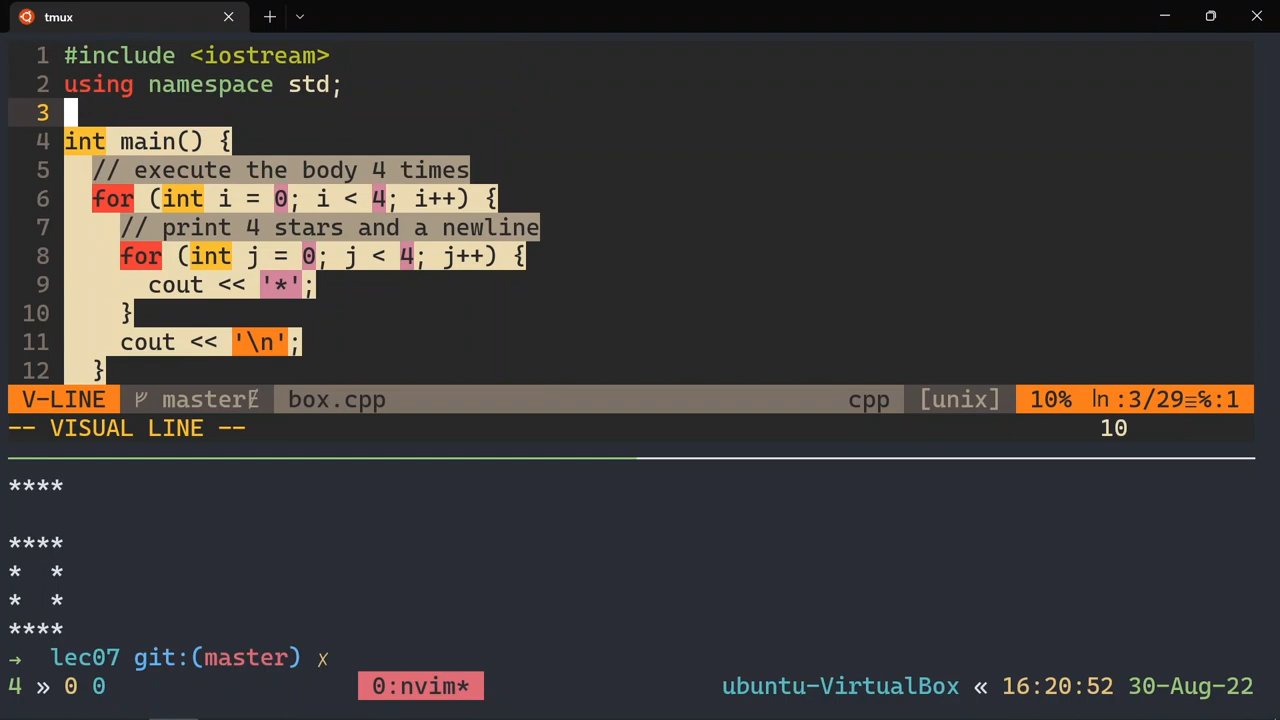 tmux
1 #include <iostream>
2 using namespace std;
3
4 int main() {
5   // execute the body 4 times
6   for (int i = 0; i < 4; i++) {
7     // print 4 stars and a newline
8     for (int j = 0; j < 4; j++) {
9       cout << '*';
10     }
11     cout << '\n';
12   }
V-LINE master box.cpp cpp [unix] 10% ln :3/29≡%:1
-- VISUAL LINE -- 10
****
****
*  *
*  *
****
→ lec07 git:(master) ✗
4 » 0 0 0:nvim* ubuntu-VirtualBox « 16:20:52 30-Aug-22